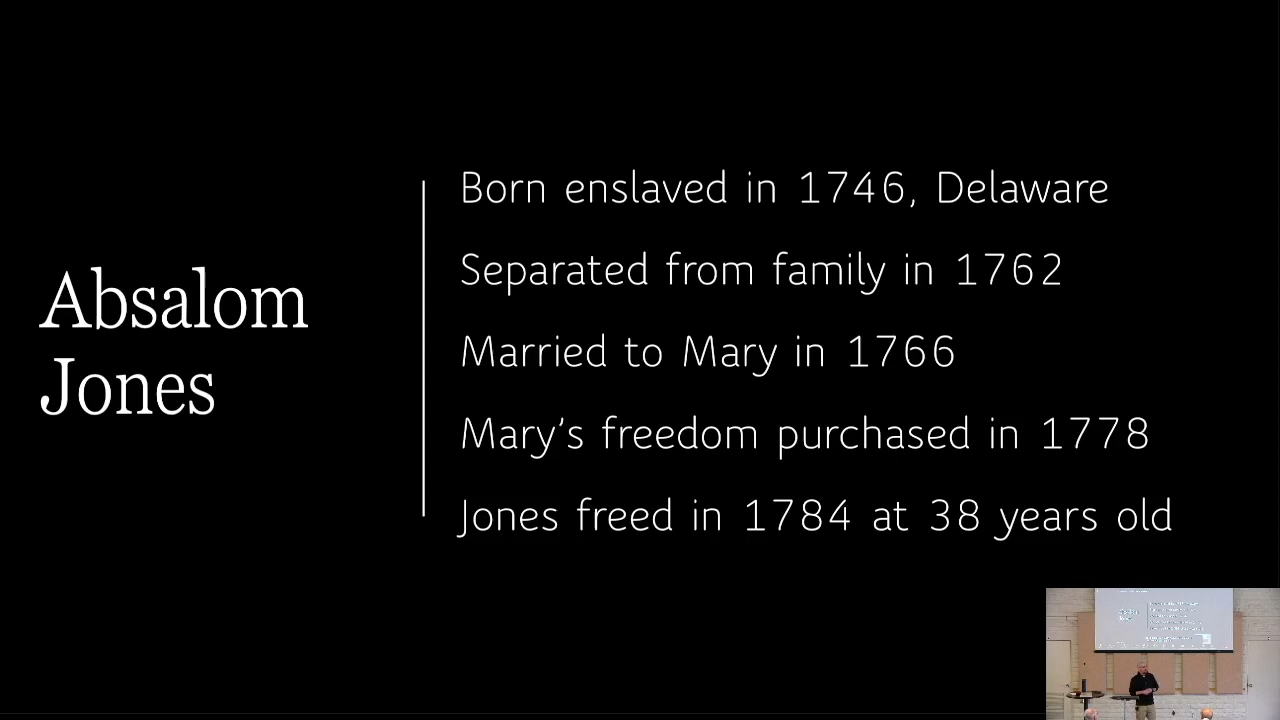 Absalom
Jones
Born enslaved in 1746, Delaware
Separated from family in 1762
Married to Mary in 1766
Mary’s freedom purchased in 1778
Jones freed in 1784 at 38 years old